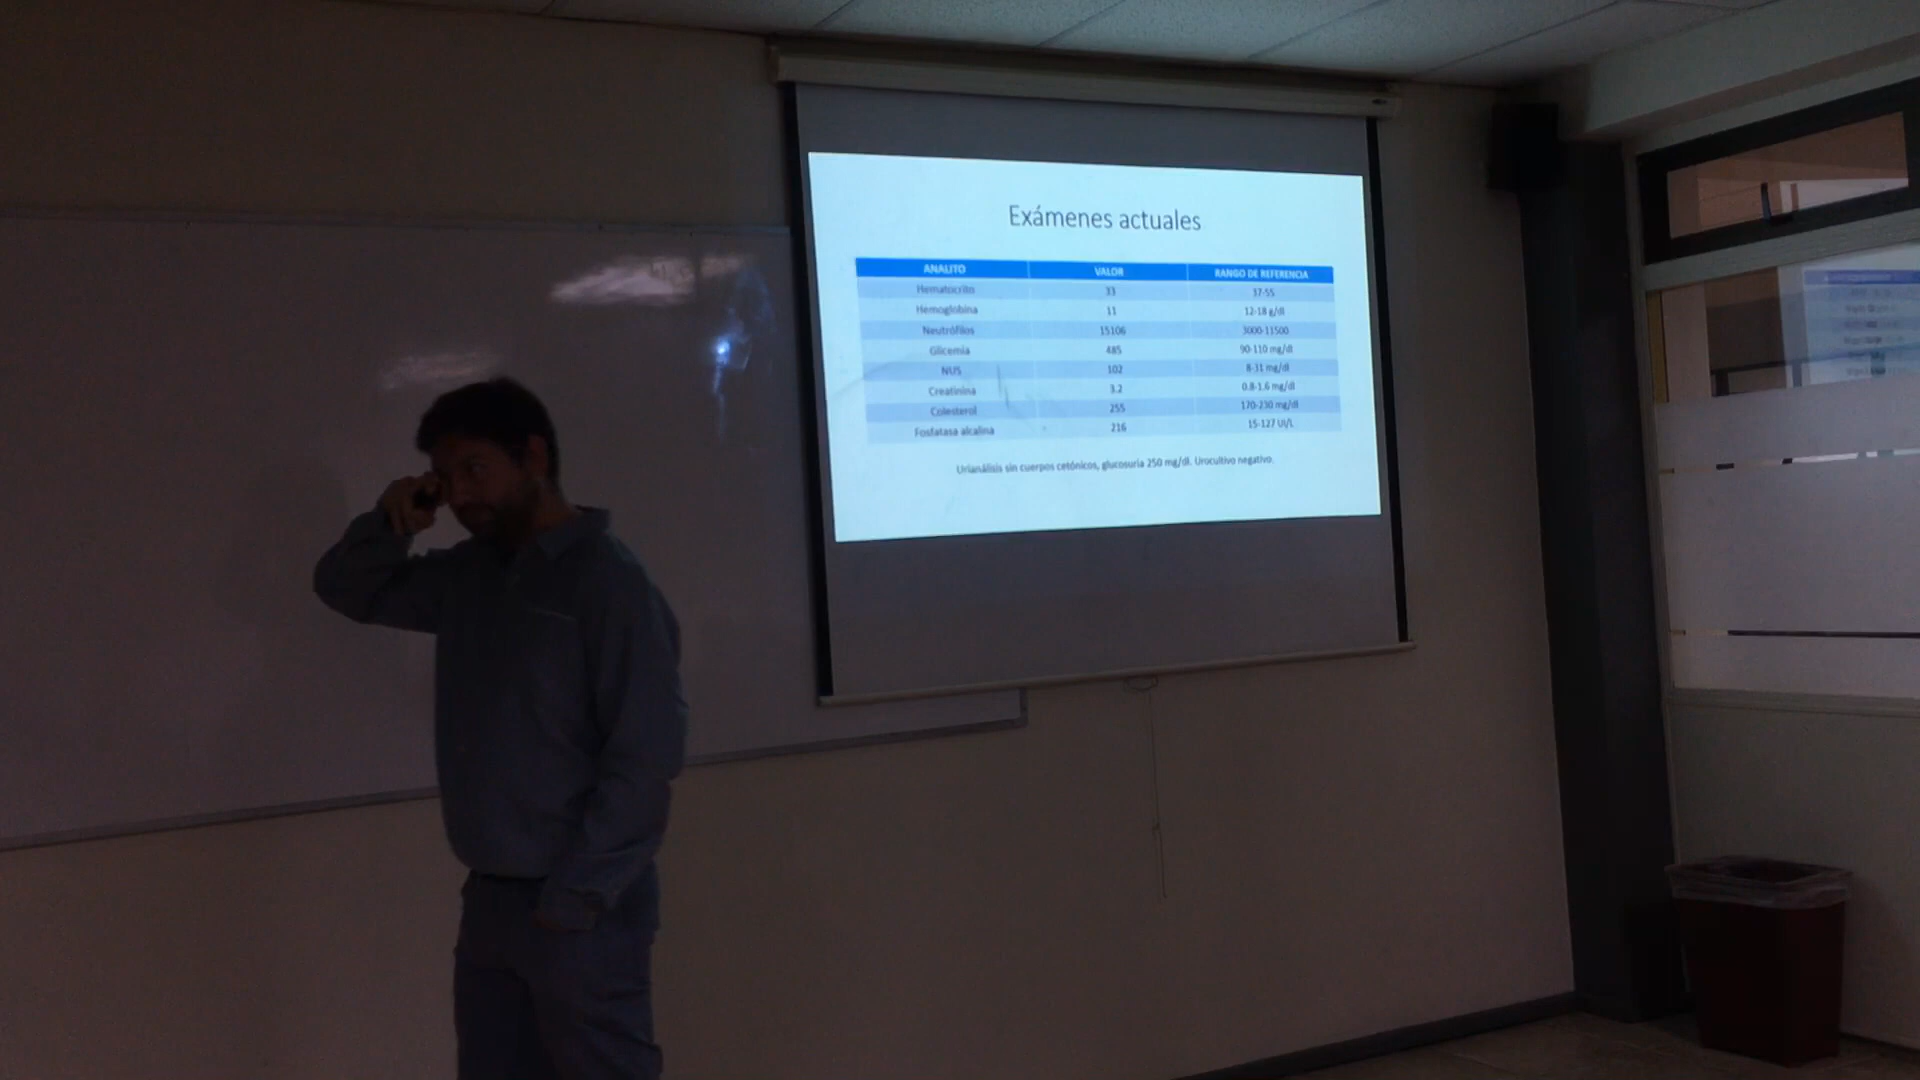 Exámenes actuales
ANALITO VALOR RANGO DE REFERENCIA
Hematocrito 33 37-55
Hemoglobina 11 12-18 g/dl
Neutrófilos 15106 3000-11500
Glicemia 485 90-110 mg/dl
NUS 102 8-31 mg/dl
Creatinina 3.2 0.8-1.6 mg/dl
Colesterol 255 170-230 mg/dl
Fosfatasa alcalina 216 15-127 UI/L
Urianálisis sin cuerpos cetónicos, glucosuria 250 mg/dl. Urocultivo negativo.